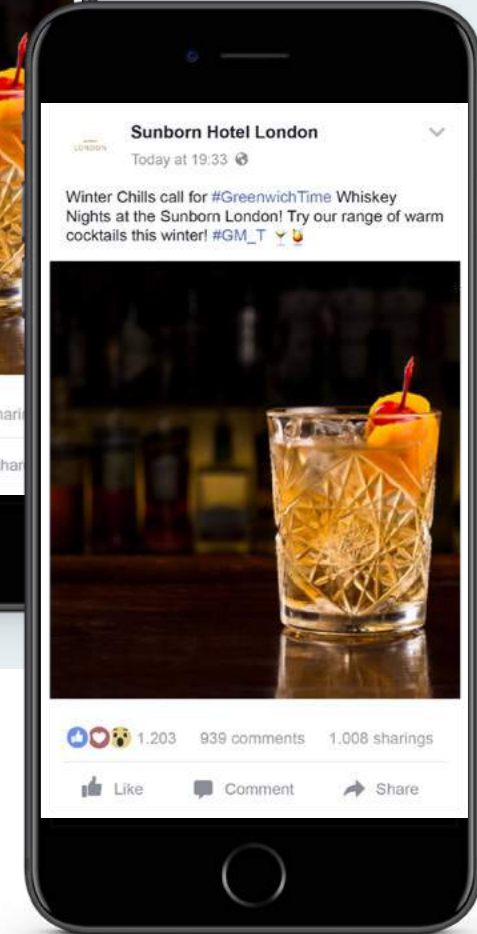 Sunborn Hotel London
LONDON
Today at 19:33
Winter Chills call for #GreenwichTime Whiskey
Nights at the Sunborn London! Try our range of warm
cocktails this winter! #GM_T
1.203 939 comments 1.008 sharings
Like Comment Share